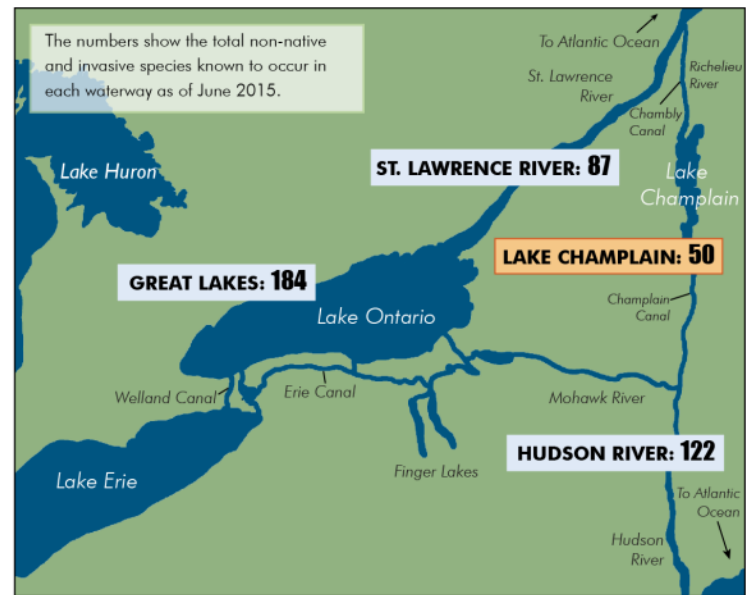 The numbers show the total non-native
and invasive species known to occur in
each waterway as of June 2015.
To Atlantic Ocean
St. Lawrence
River
Richelieu
River
Chambly
Canal
Lake Huron
ST. LAWRENCE RIVER: 87
Lake
Champlain
LAKE CHAMPLAIN: 50
GREAT LAKES: 184
Champlain
Canal
Lake Ontario
Welland Canal
Erie Canal
Mohawk River
HUDSON RIVER: 122
Finger Lakes
Lake Erie
To Atlantic
Ocean
Hudson
River